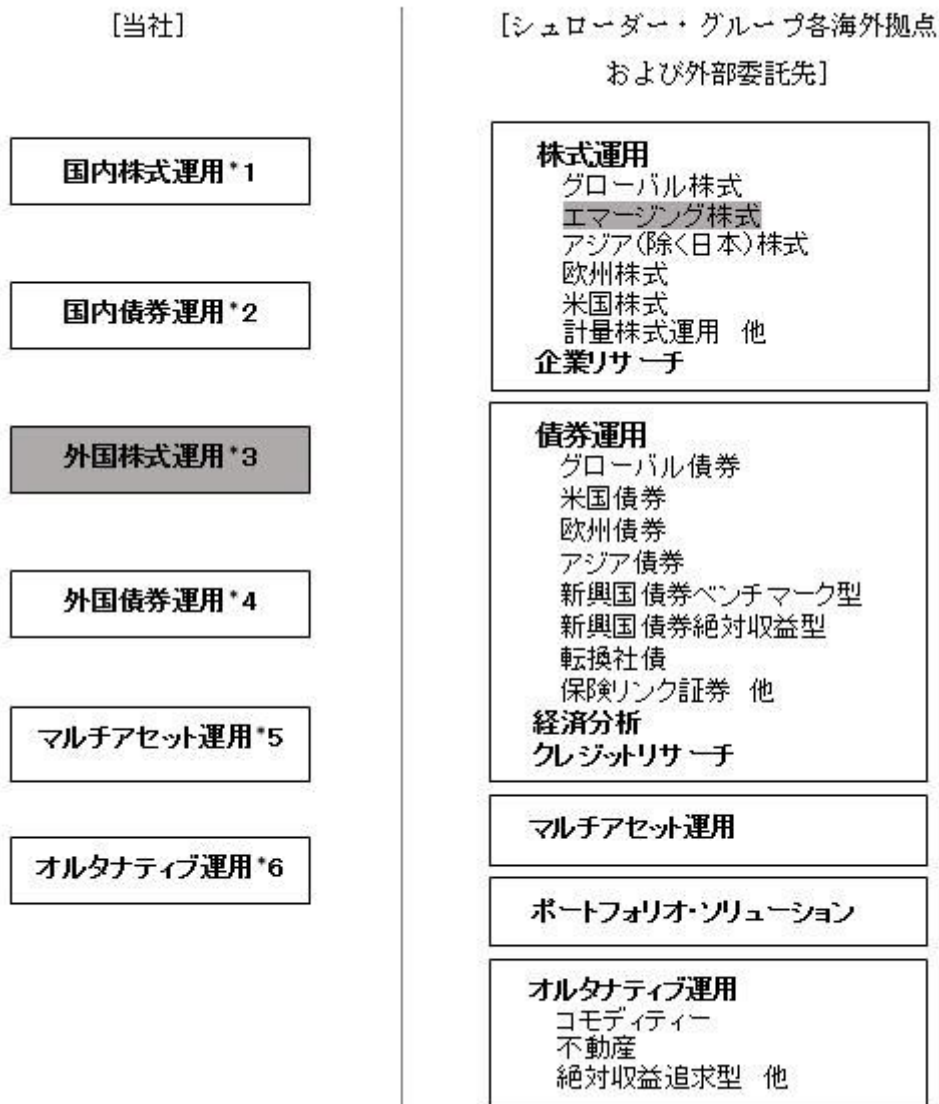 [当社]
国内株式運用*1
国内債券運用*2
外国株式運用*3
外国債券運用*4
マルチアセット運用*5
オルタナティブ運用*6
[シュローダー・グループ各海外拠点
および外部委託先]
株式運用
グローバル株式
エマージング株式
アジア(除く日本)株式
欧州株式
米国株式
計量株式運用 他
企業リサーチ
債券運用
グローバル債券
米国債券
欧州債券
アジア債券
新興国債券ベンチマーク型
新興国債券絶対収益型
転換社債
保険リンク証券 他
経済分析
クレジットリサーチ
マルチアセット運用
ポートフォリオ・ソリューション
オルタナティブ運用
コモディティー
不動産
絶対収益追求型 他